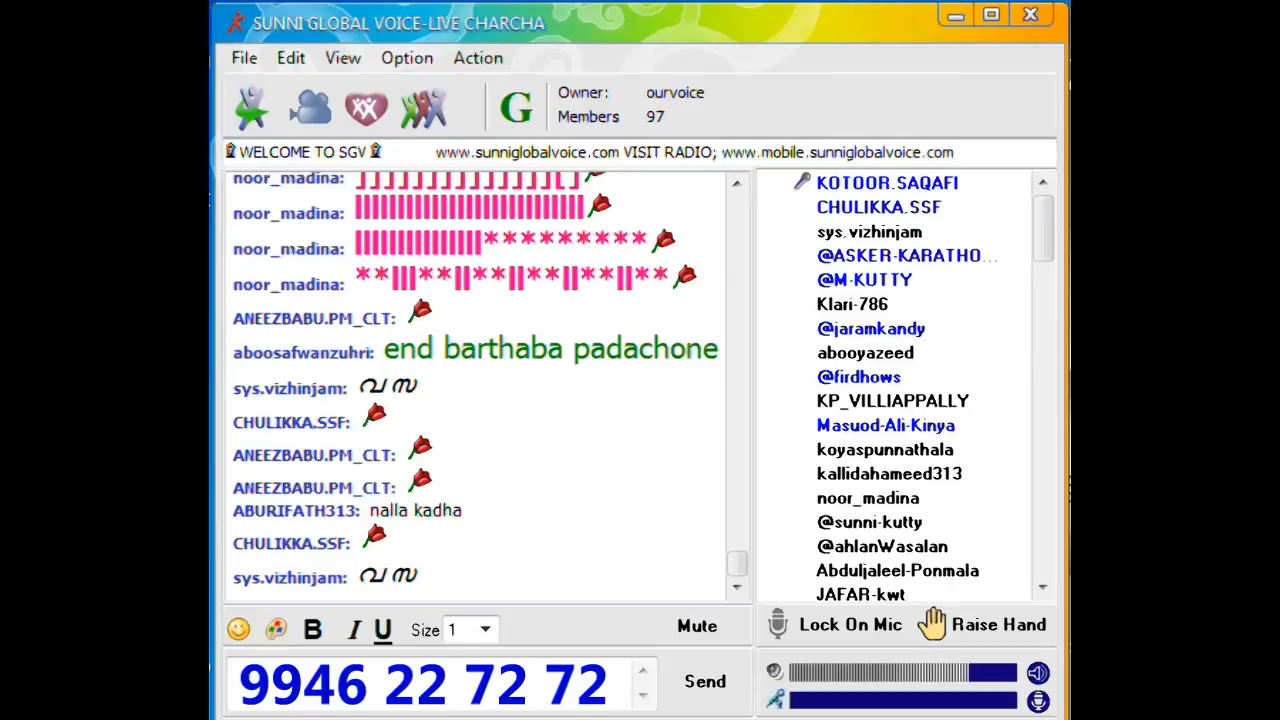 SUNNI GLOBAL VOICE-LIVE CHARCHA
File Edit View Option Action
G
Owner: ourvoice
Members 97
WELCOME TO SGV www.sunniglobalvoice.com VISIT RADIO; www.mobile.sunniglobalvoice.com
noor_madina:
noor_madina: ||||||||||||||||||||||||||
noor_madina: ||||||||||||||*********
noor_madina: **|||**||**||**||**||**
ANEEZBABU.PM_CLT:
aboosafwanzuhri: end barthaba padachone
sys.vizhinjam: വ സ
CHULIKKA.SSF:
ANEEZBABU.PM_CLT:
ANEEZBABU.PM_CLT:
ABURIFATH313: nalla kadha
CHULIKKA.SSF:
sys.vizhinjam: വ സ
KOTOOR.SAQAFI
CHULIKKA.SSF
sys.vizhinjam
@ASKER-KARATHO...
@M-KUTTY
Klari-786
@jaramkandy
abooyazeed
@firdhows
KP_VILLIAPPALLY
Masuod-Ali-Kinya
koyaspunnathala
kallidahameed313
noor_madina
@sunni-kutty
@ahlanWasalan
Abduljaleel-Ponmala
JAFAR-kwt
B I U Size 1 Mute
Lock On Mic Raise Hand
9946 22 72 72 Send